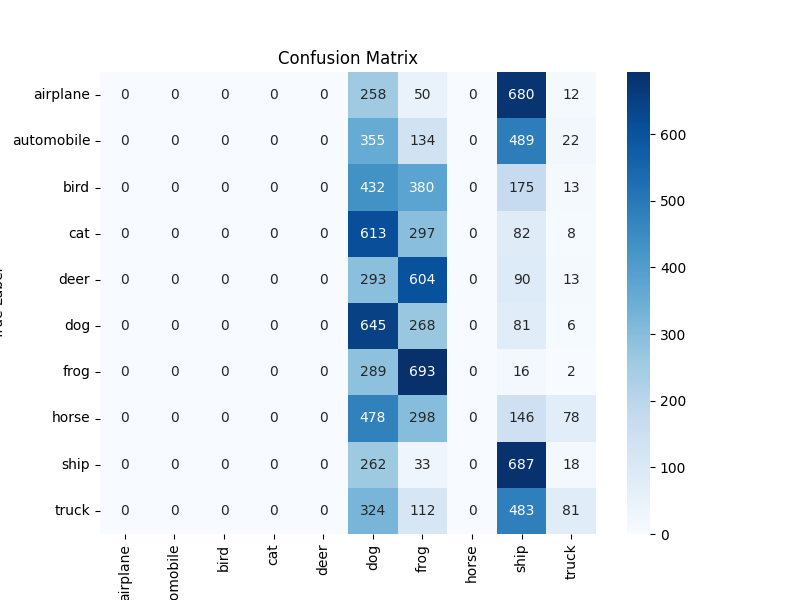 Confusion Matrix
airplane 0 0 0 0 0 258 50 0 680 12
automobile 0 0 0 0 0 355 134 0 489 22
bird 0 0 0 0 0 432 380 0 175 13
cat 0 0 0 0 0 613 297 0 82 8
deer 0 0 0 0 0 293 604 0 90 13
dog 0 0 0 0 0 645 268 0 81 6
frog 0 0 0 0 0 289 693 0 16 2
horse 0 0 0 0 0 478 298 0 146 78
ship 0 0 0 0 0 262 33 0 687 18
truck 0 0 0 0 0 324 112 0 483 81
airplane
omobile
bird
cat
deer
dog
frog
horse
ship
truck
600
500
400
300
200
100
0